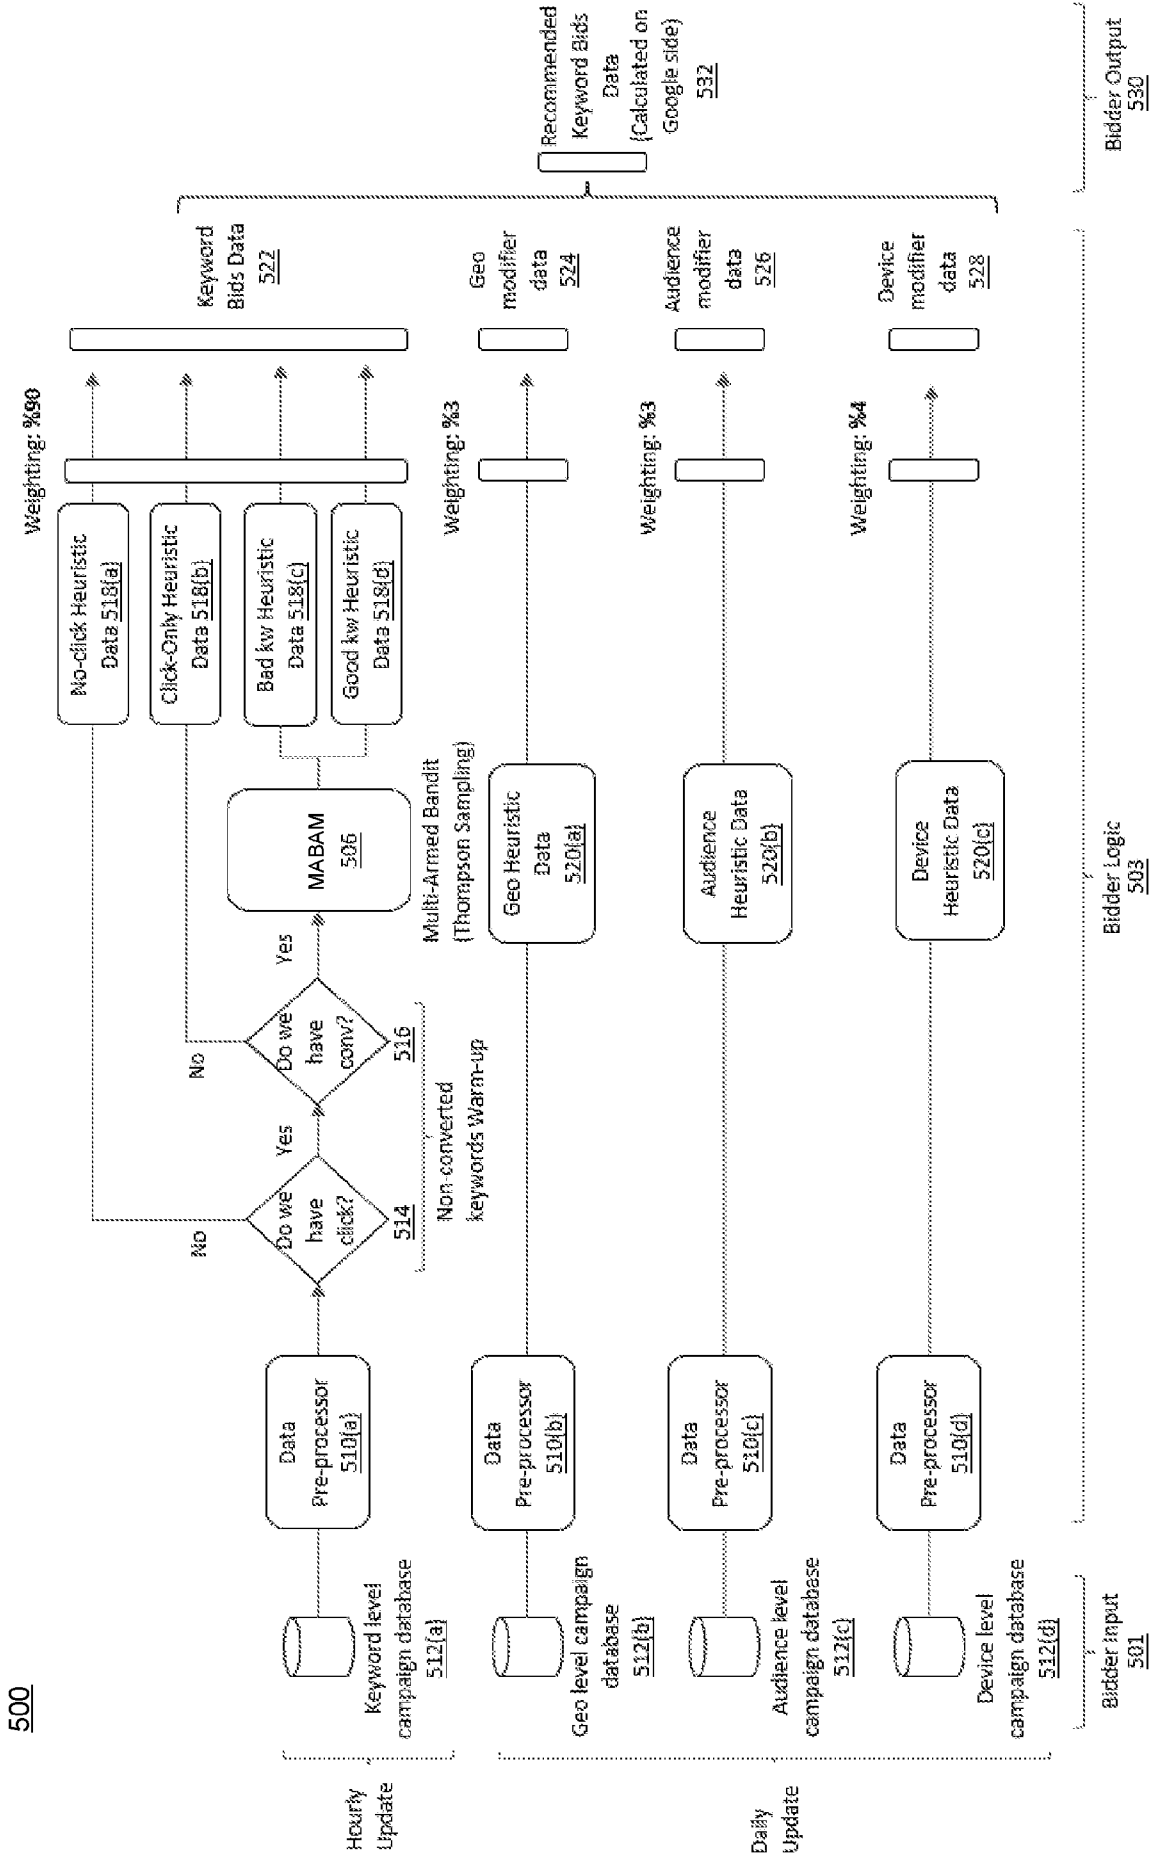 500
Hourly
Update
Daily
Update
Keyword level
campaign database
512(a)
Geo level campaign
database
512(b)
Audience level
campaign database
512(c)
Device level
campaign database
512(d)
Bidder Input
501
Data
Pre-processor
510(a)
Data
Pre-processor
510(b)
Data
Pre-processor
510(c)
Data
Pre-processor
510(d)
Do we
have
click?
514
No
Yes
Do we
have
conv?
516
No
Yes
Non-converted
keywords Warm-up
MABAM
506
Multi-Armed Bandit
(Thompson Sampling)
Geo Heuristic
Data
520(a)
Audience
Heuristic Data
520(b)
Device
Heuristic Data
520(c)
No-click Heuristic
Data 518(a)
Click-Only Heuristic
Data 518(b)
Bad kw Heuristic
Data 518(c)
Good kw Heuristic
Data 518(d)
Weighting: %90
Weighting: %3
Weighting: %3
Weighting: %4
Keyword
Bids Data
522
Geo
modifier
data
524
Audience
modifier
data
526
Device
modifier
data
528
Bidder Logic
503
Recommended
Keyword Bids
Data
(Calculated on
Google side)
532
Bidder Output
530